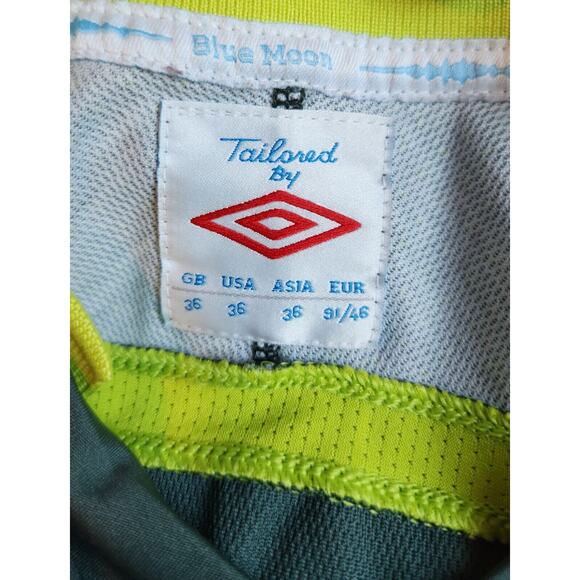 Blue Moon
Tailored
By
GB USA ASIA EUR
36 36 36 91/46